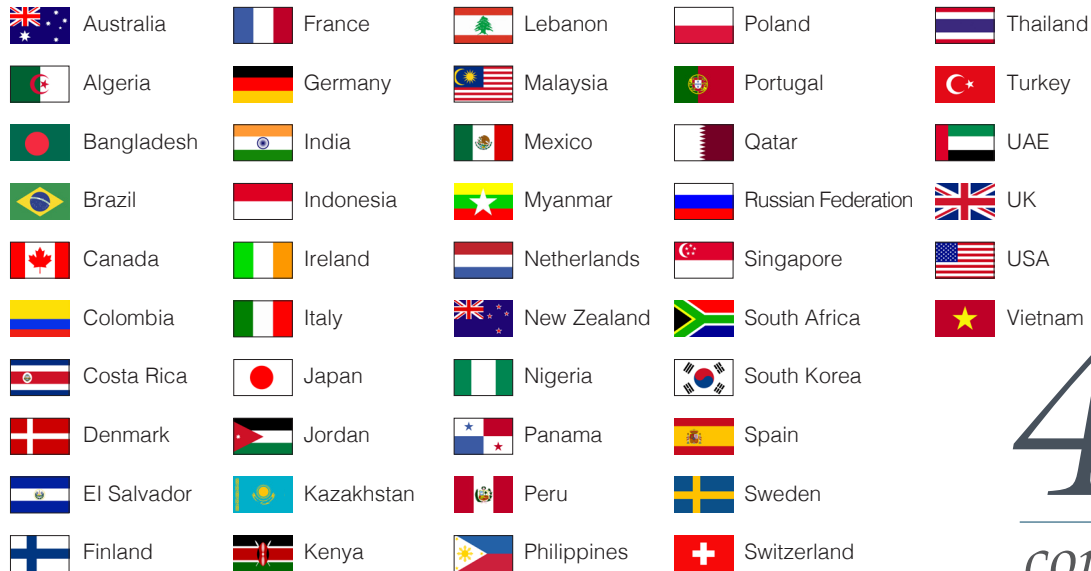 Australia
Algeria
Bangladesh
Brazil
Canada
Colombia
Costa Rica
Denmark
El Salvador
Finland
France
Germany
India
Indonesia
Ireland
Italy
Japan
Jordan
Kazakhstan
Kenya
Lebanon
Malaysia
Mexico
Myanmar
Netherlands
New Zealand
Nigeria
Panama
Peru
Philippines
Poland
Portugal
Qatar
Russian Federation
Singapore
South Africa
South Korea
Spain
Sweden
Switzerland
Thailand
Turkey
UAE
UK
USA
Vietnam
4